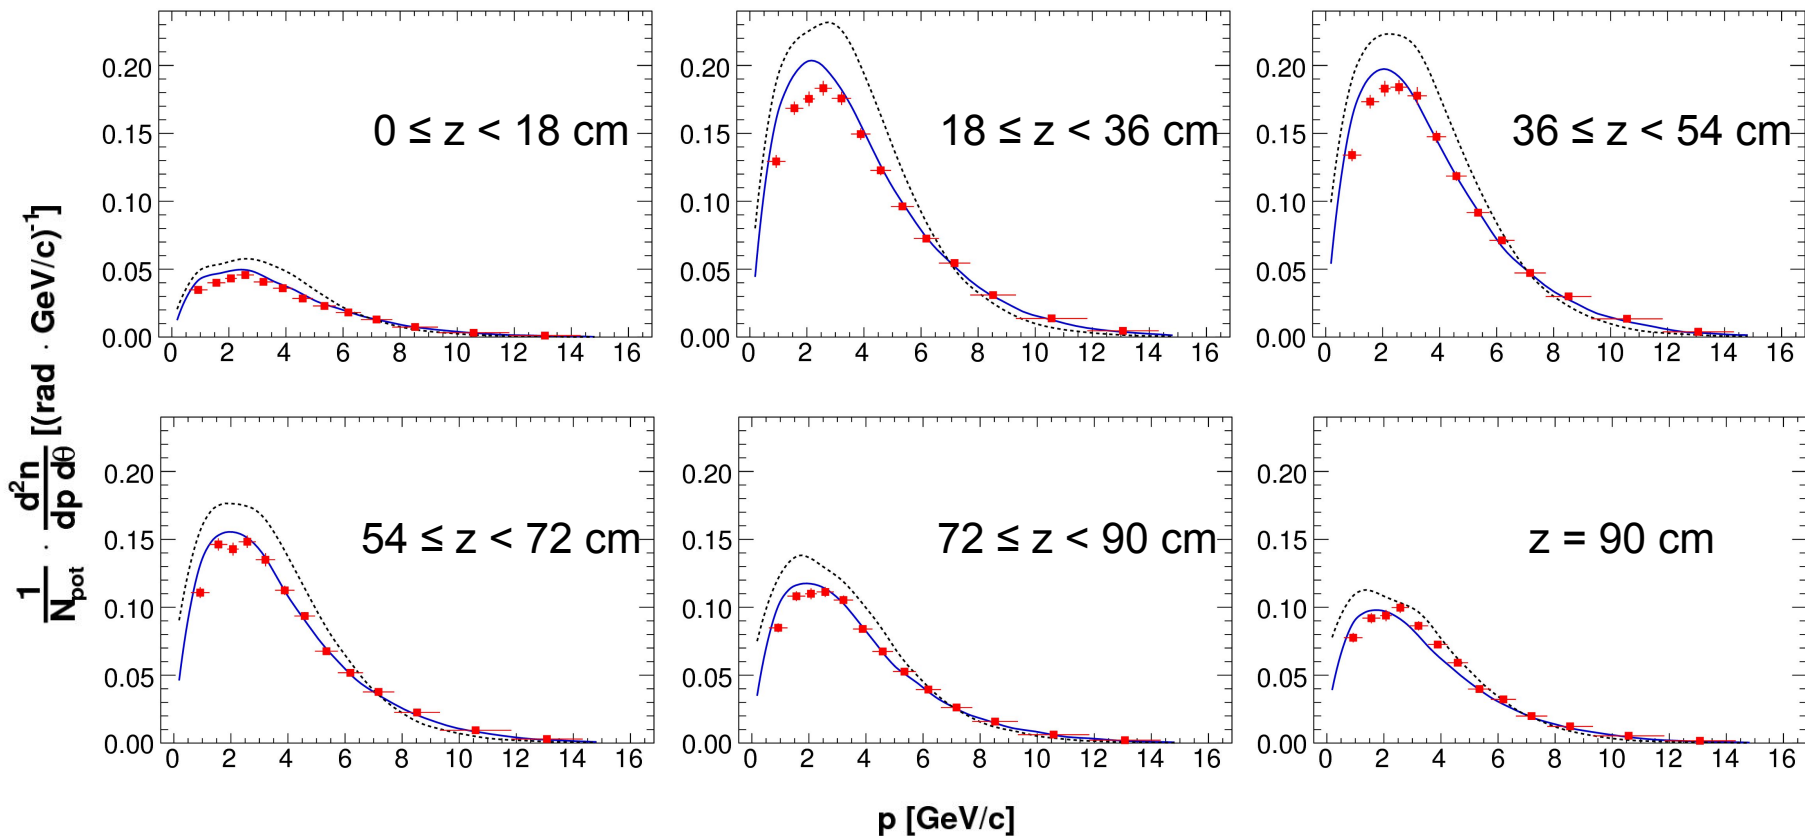 0.20
0.15
0.10
0.05
0.00
0 2 4 6 8 10 12 14 16
0 ≤ z < 18 cm
0.20
0.15
0.10
0.05
0.00
0 2 4 6 8 10 12 14 16
18 ≤ z < 36 cm
0.20
0.15
0.10
0.05
0.00
0 2 4 6 8 10 12 14 16
36 ≤ z < 54 cm
0.20
0.15
0.10
0.05
0.00
0 2 4 6 8 10 12 14 16
54 ≤ z < 72 cm
0.20
0.15
0.10
0.05
0.00
0 2 4 6 8 10 12 14 16
72 ≤ z < 90 cm
0.20
0.15
0.10
0.05
0.00
0 2 4 6 8 10 12 14 16
z = 90 cm
1/N_pot · d²n/dp dθ [(rad · GeV/c)⁻¹]
p [GeV/c]